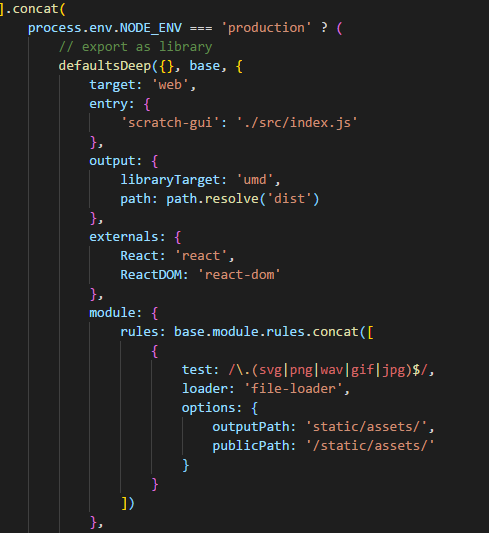 ].concat(
process.env.NODE_ENV === 'production' ? (
// export as library
defaultsDeep({}, base, {
target: 'web',
entry: {
'scratch-gui': './src/index.js'
},
output: {
libraryTarget: 'umd',
path: path.resolve('dist')
},
externals: {
React: 'react',
ReactDOM: 'react-dom'
},
module: {
rules: base.module.rules.concat([
{
test: /\.(svg|png|wav|gif|jpg)$/,
loader: 'file-loader',
options: {
outputPath: 'static/assets/',
publicPath: '/static/assets/'
}
}
])
},